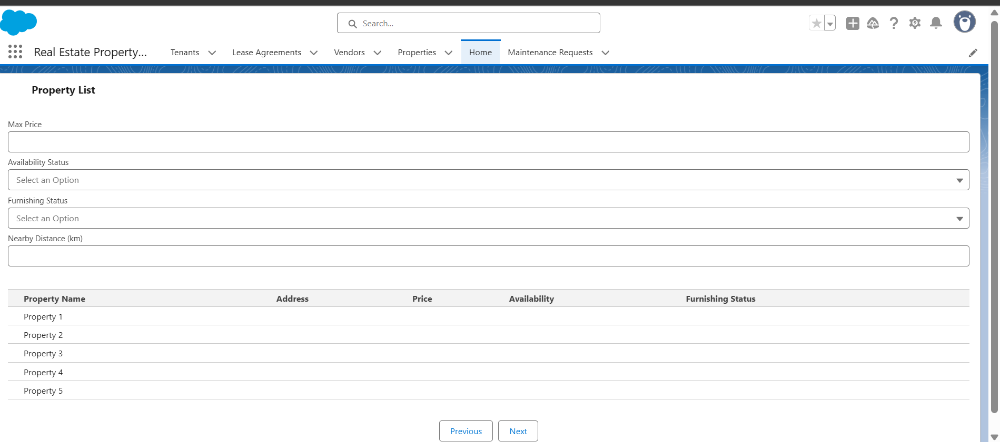 Search...
Real Estate Property...
Tenants
Lease Agreements
Vendors
Properties
Home
Maintenance Requests
Property List
Max Price
Availability Status
Select an Option
Furnishing Status
Select an Option
Nearby Distance (km)
Property Name Address Price Availability Furnishing Status
Property 1
Property 2
Property 3
Property 4
Property 5
Previous
Next